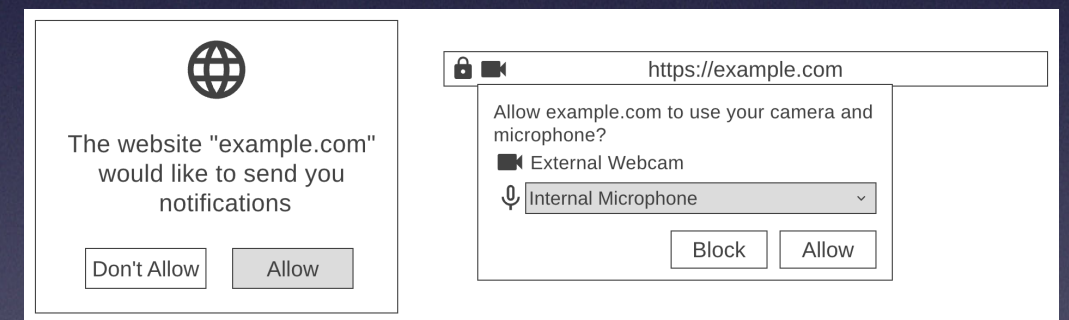 The website "example.com"
would like to send you
notifications
Don't Allow
Allow
https://example.com
Allow example.com to use your camera and
microphone?
External Webcam
Internal Microphone
Block
Allow